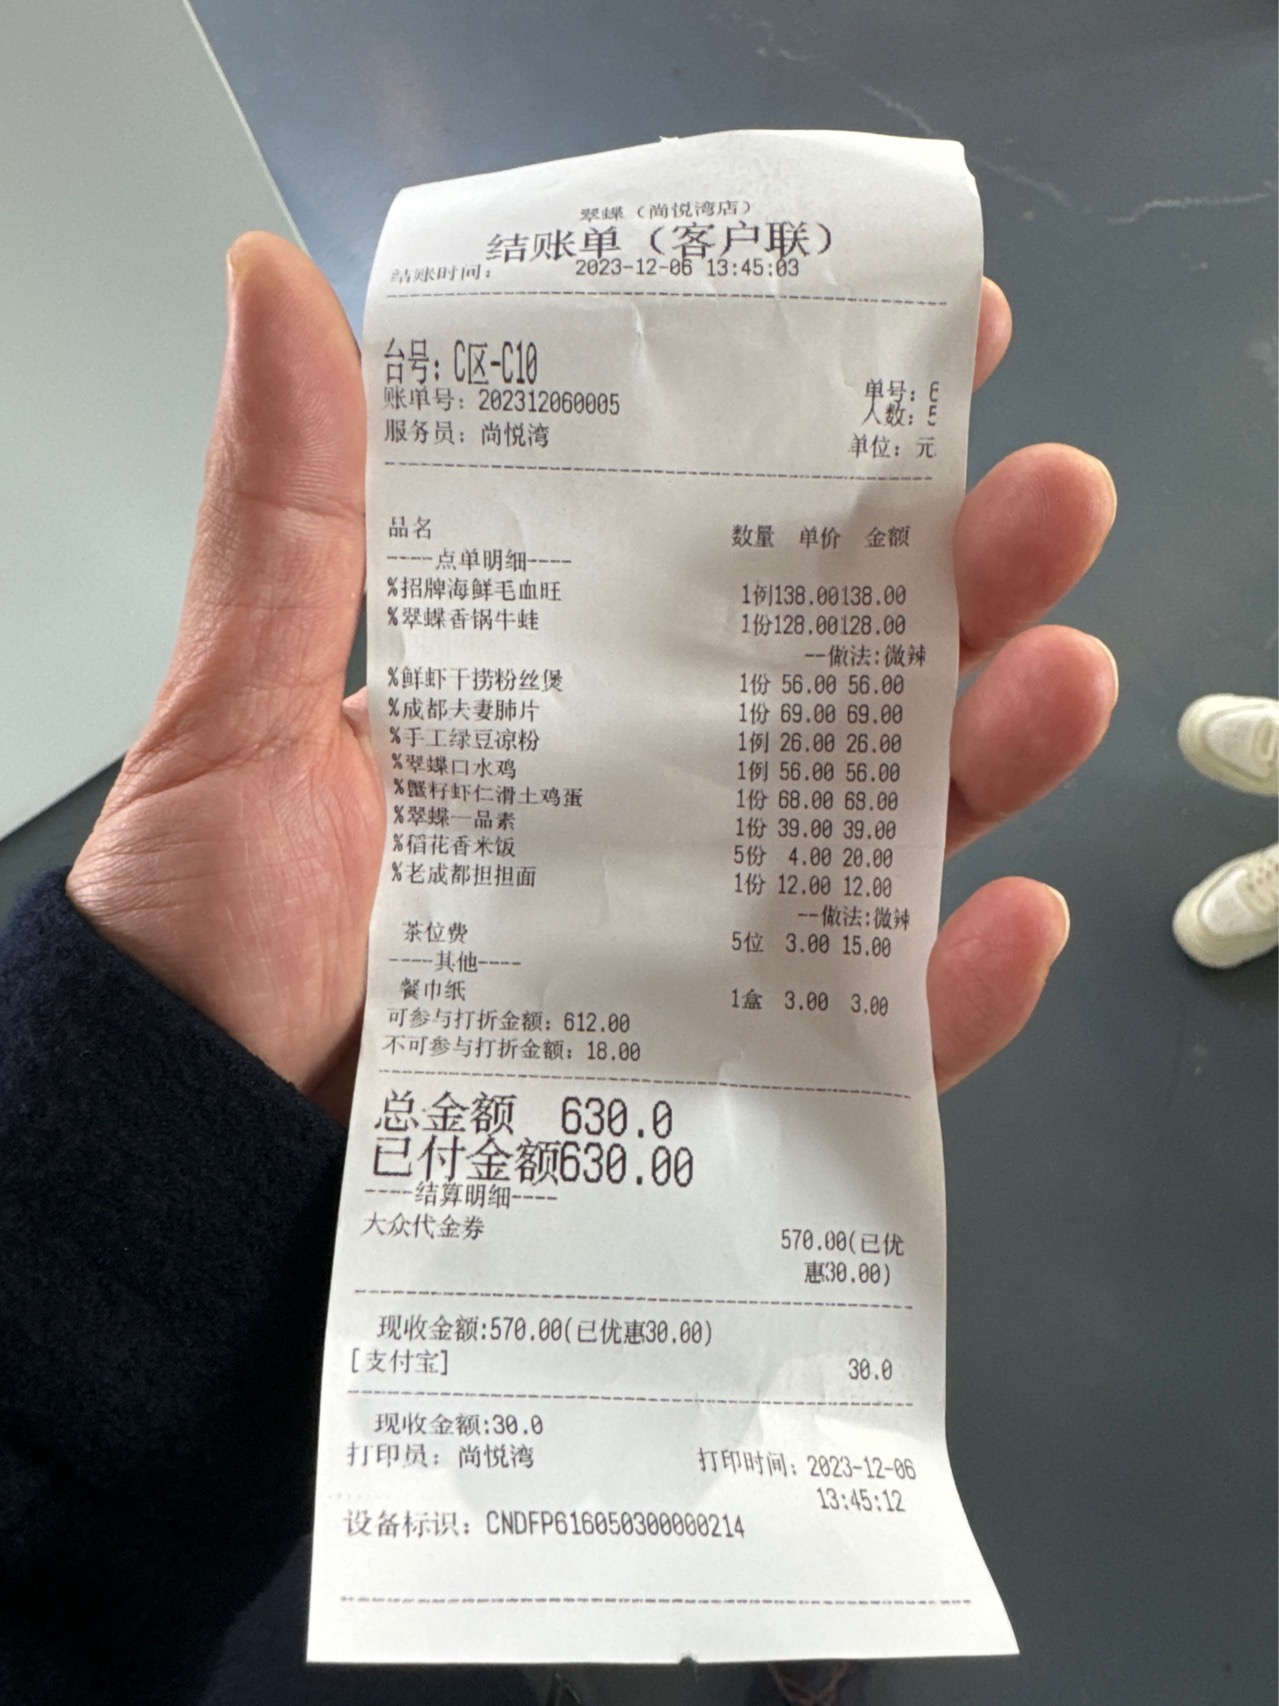 翠蝶（尚悦湾店）
结账单（客户联）
结账时间： 2023-12-06 13:45:03
台号：C区-C10
单号：6
账单号：202312060005
人数：5
服务员：尚悦湾
单位：元
品名 数量 单价 金额
----点单明细----
%招牌海鲜毛血旺 1例138.00138.00
%翠蝶香锅牛蛙 1份128.00128.00
--做法:微辣
%鲜虾干捞粉丝煲 1份 56.00 56.00
%成都夫妻肺片 1份 69.00 69.00
%手工绿豆凉粉 1例 26.00 26.00
%翠蝶口水鸡 1例 56.00 56.00
%蟹籽虾仁滑土鸡蛋 1份 68.00 68.00
%翠蝶一品素 1份 39.00 39.00
%稻花香米饭 5份 4.00 20.00
%老成都担担面 1份 12.00 12.00
--做法:微辣
茶位费 5位 3.00 15.00
----其他----
餐巾纸 1盒 3.00 3.00
可参与打折金额：612.00
不可参与打折金额：18.00
总金额 630.0
已付金额630.00
----结算明细----
大众代金券 570.00(已优
惠30.00)
现收金额:570.00(已优惠30.00)
[支付宝] 30.0
现收金额:30.0
打印员：尚悦湾 打印时间：2023-12-06
13:45:12
设备标识：CNDFP616050300000214